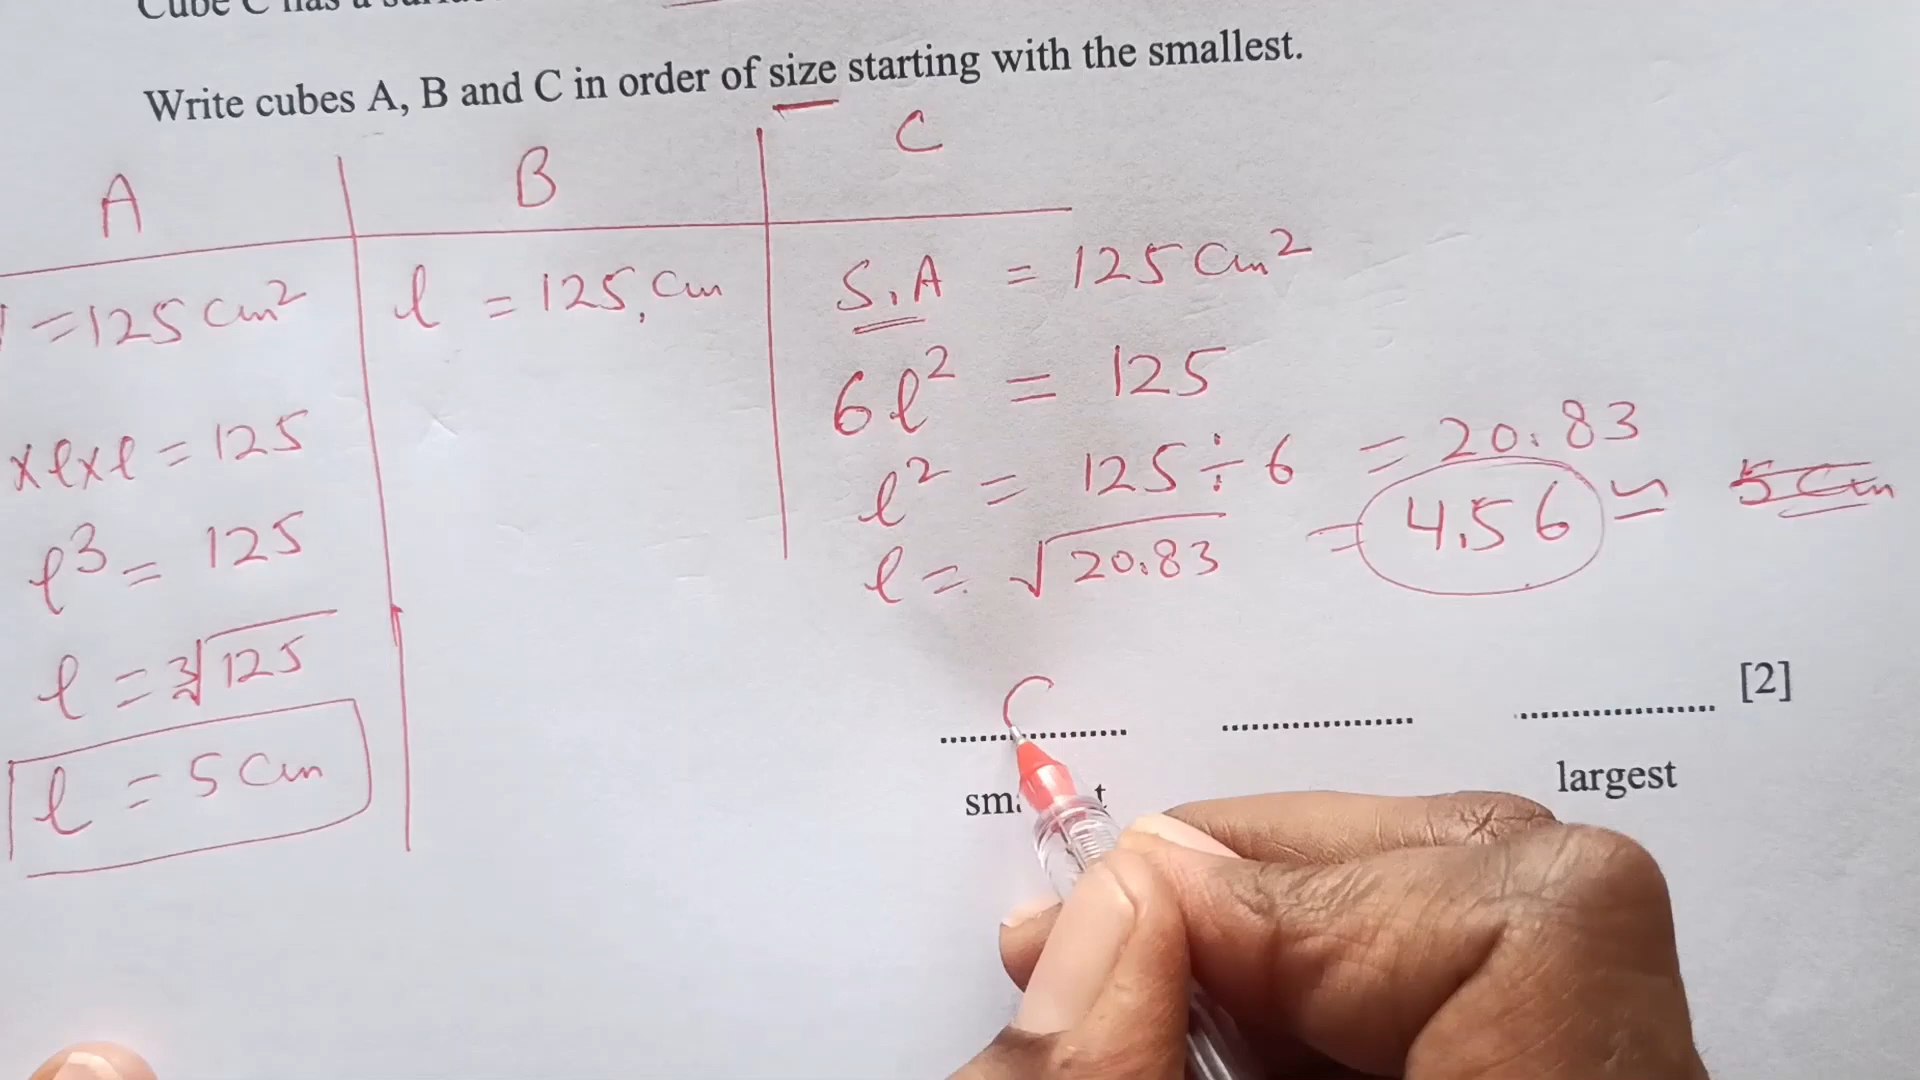 Cube C has a
Write cubes A, B and C in order of size starting with the smallest.
A B C
= 125 cm²
× l × l = 125
l³ = 125
l = ∛125
l = 5 cm
l = 125 cm
S.A = 125 cm²
6l² = 125
l² = 125 ÷ 6 = 20.83
l = √20.83 = 4.56 ≃ 5 cm
C
[2]
largest